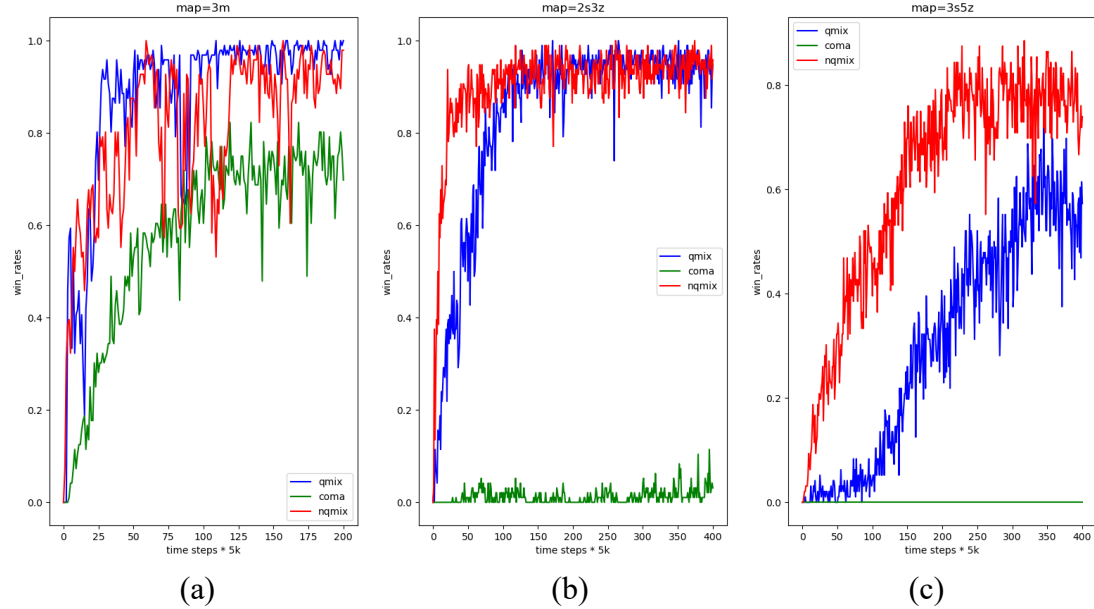 map=3m
1.0
0.8
0.6
0.4
0.2
0.0
win_rates
0 25 50 75 100 125 150 175 200
time steps * 5k
qmix
coma
nqmix
(a)
map=2s3z
1.0
0.8
0.6
0.4
0.2
0.0
win_rates
0 50 100 150 200 250 300 350 400
time steps * 5k
qmix
coma
nqmix
(b)
map=3s5z
1.0
0.8
0.6
0.4
0.2
0.0
win_rates
0 50 100 150 200 250 300 350 400
time steps * 5k
qmix
coma
nqmix
(c)